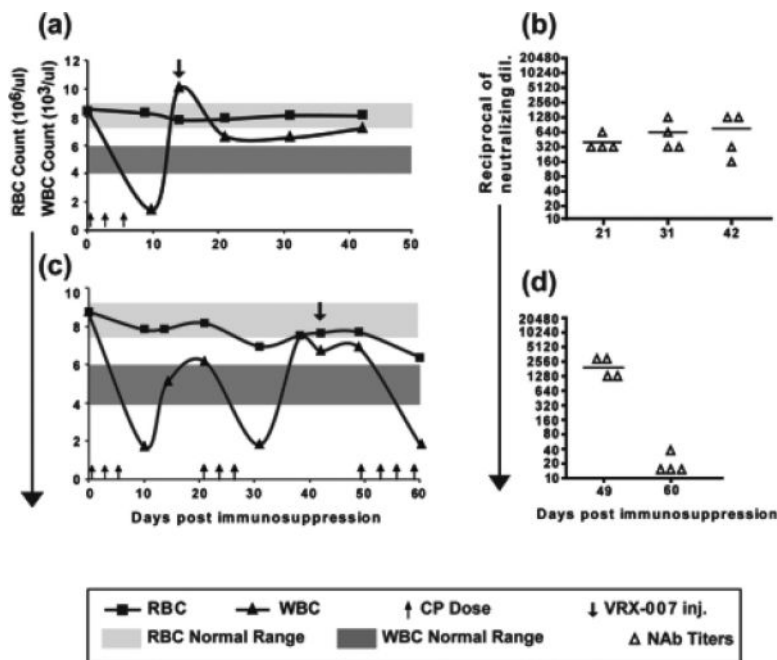 (a)
RBC Count (10⁶/ul)
WBC Count (10³/ul)
12
10
8
6
4
2
0
0 10 20 30 40 50
(b)
Reciprocal of
neutralizing dil.
20480
10240
5120
2560
1280
640
320
160
80
40
20
10
21 31 42
(c)
10
8
6
4
2
0
0 10 20 30 40 50 60
Days post immunosuppression
(d)
20480
10240
5120
2560
1280
640
320
160
80
40
20
10
49 60
Days post immunosuppression
RBC WBC CP Dose VRX-007 inj.
RBC Normal Range WBC Normal Range NAb Titers